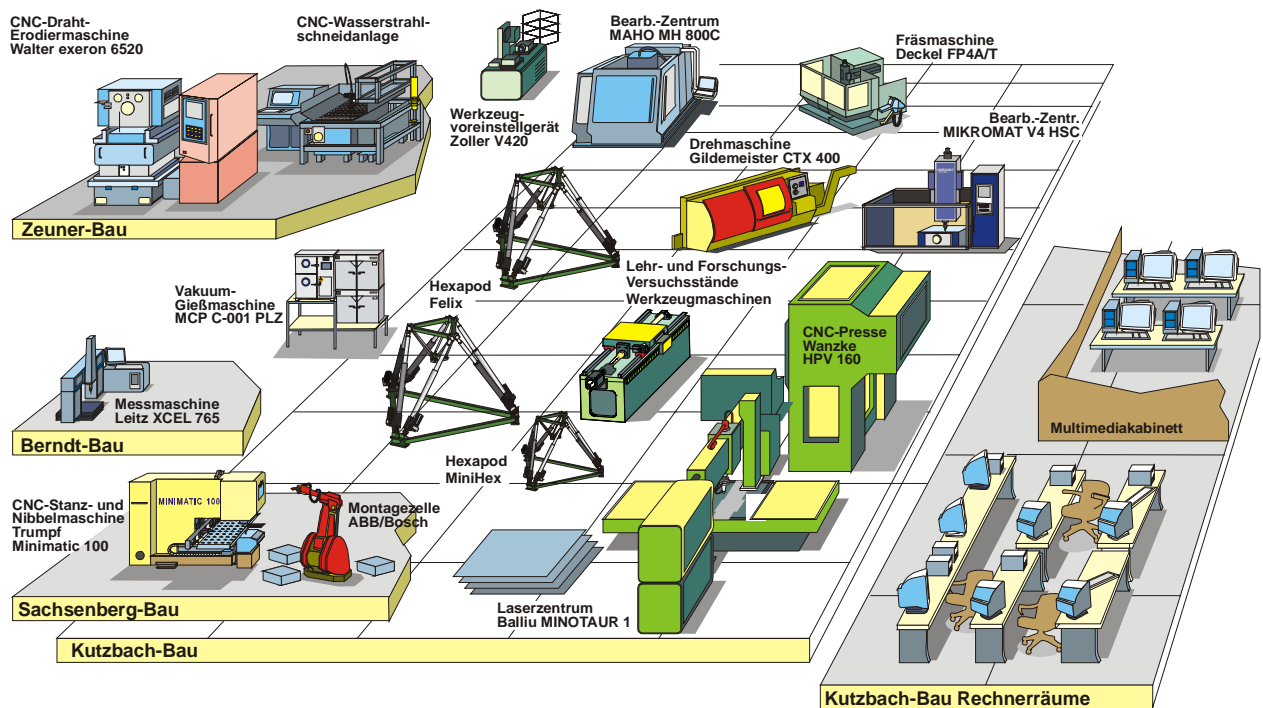 CNC-Draht-
Erodiermaschine
Walter exeron 6520
CNC-Wasserstrahl-
schneidanlage
Zeuner-Bau
Werkzeug-
voreinstellgerät
Zoller V420
Bearb.-Zentrum
MAHO MH 800C
Fräsmaschine
Deckel FP4A/T
Bearb.-Zentr.
MIKROMAT V4 HSC
Drehmaschine
Gildemeister CTX 400
Vakuum-
Gießmaschine
MCP C-001 PLZ
Hexapod
Felix
Lehr- und Forschungs-
Versuchsstände
Werkzeugmaschinen
CNC-Presse
Wanzke
HPV 160
Messmaschine
Leitz XCEL 765
Berndt-Bau
Multimediakabinett
Hexapod
MiniHex
CNC-Stanz- und
Nibbelmaschine
Trumpf
Minimatic 100
MINIMATIC 100
Montagezelle
ABB/Bosch
Sachsenberg-Bau
Laserzentrum
Balliu MINOTAUR 1
Kutzbach-Bau
Kutzbach-Bau Rechnerräume